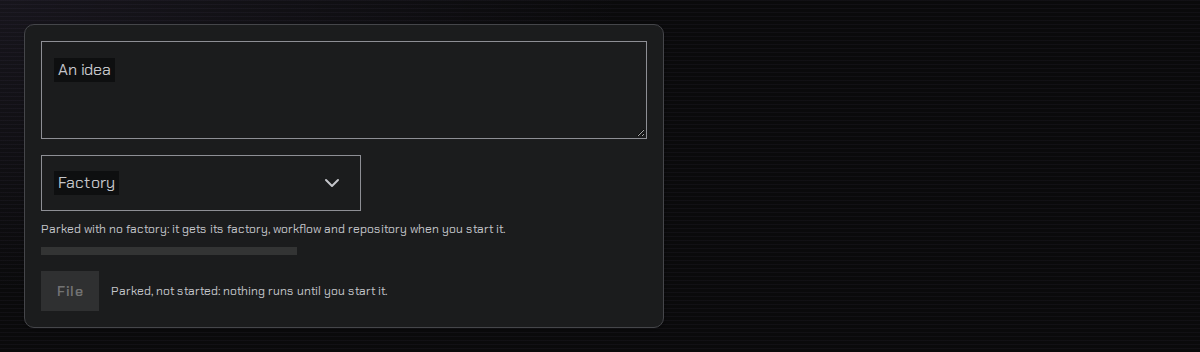 An idea
Factory
Parked with no factory: it gets its factory, workflow and repository when you start it.
File
Parked, not started: nothing runs until you start it.